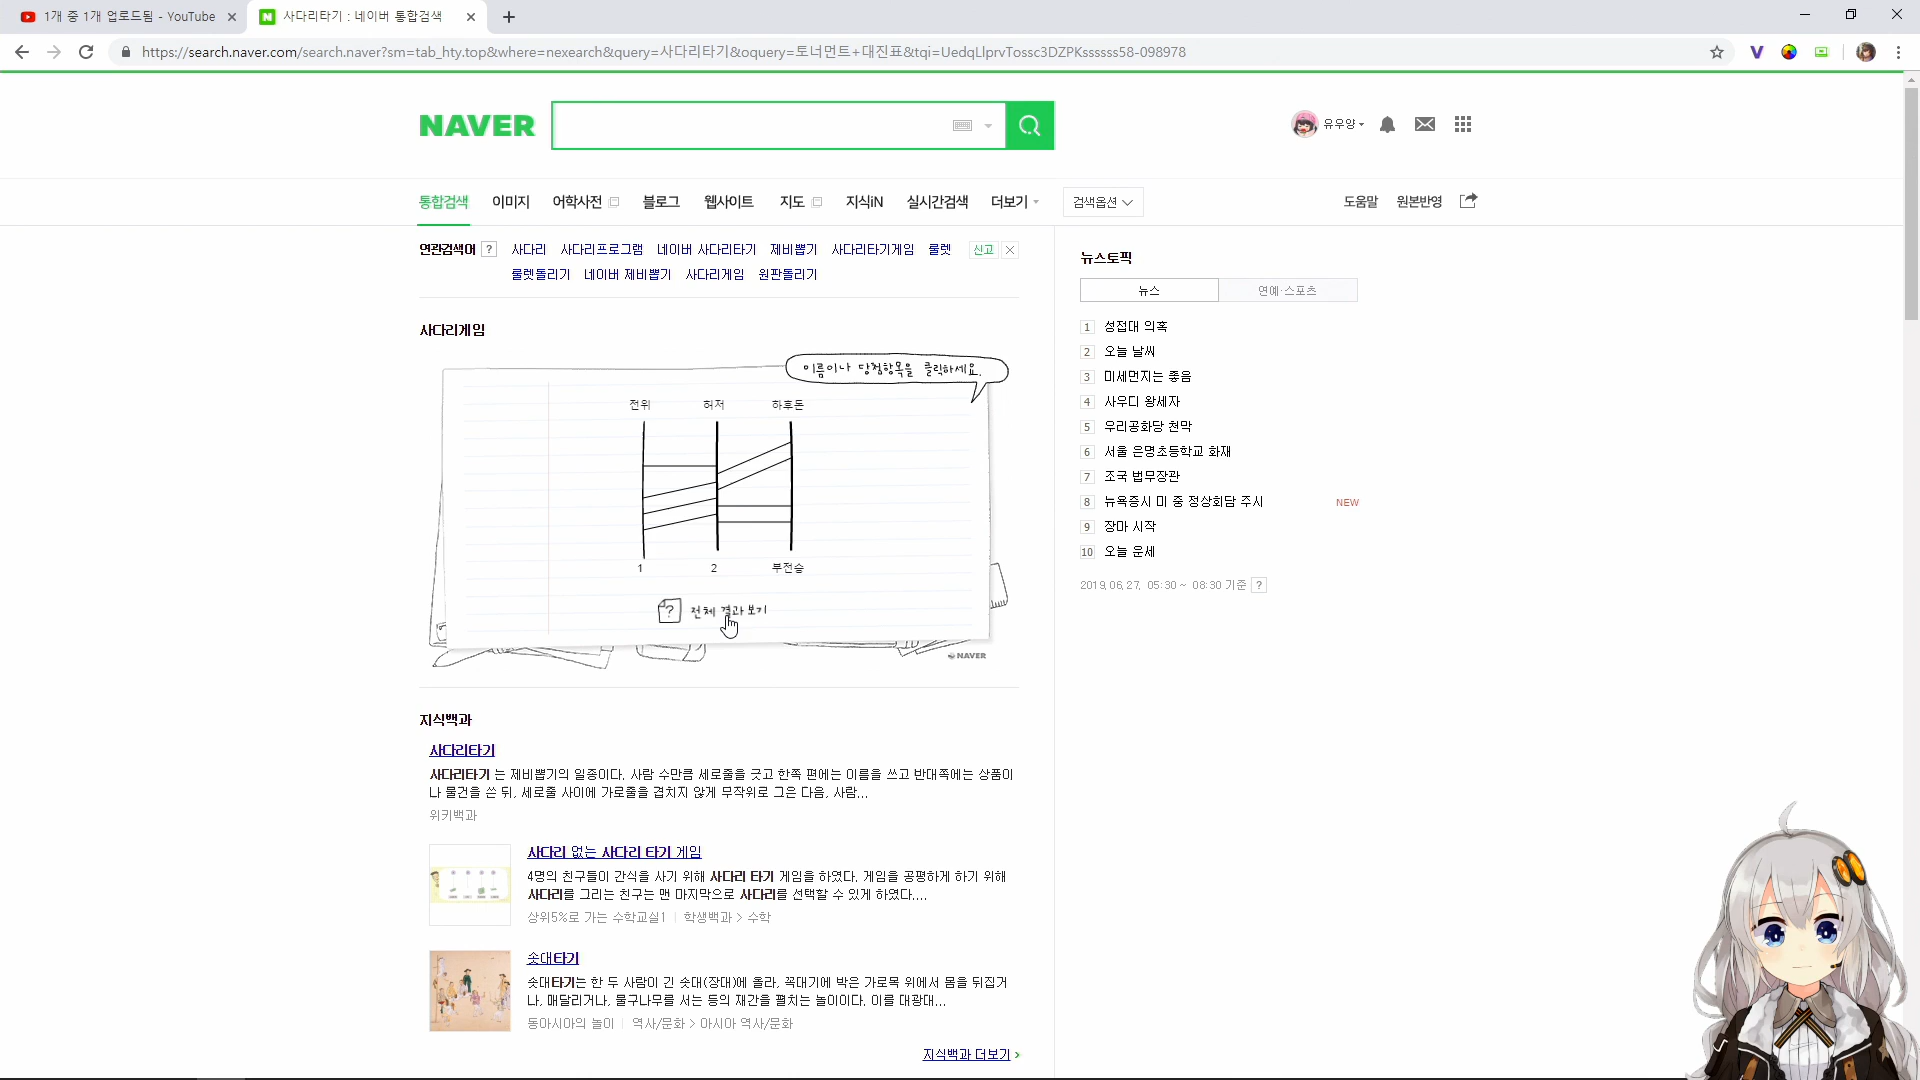 1개 중 1개 업로드됨 - YouTube
사다리타기 : 네이버 통합검색
https://search.naver.com/search.naver?sm=tab_hty.top&where=nexearch&query=사다리타기&oquery=토너먼트+대진표&tqi=UedqLlprvTossc3DZPKssssss58-098978
NAVER
유우양
통합검색 이미지 어학사전 블로그 웹사이트 지도 지식iN 실시간검색 더보기 검색옵션 도움말 원본반영
연관검색어 ? 사다리 사다리프로그램 네이버 사다리타기 제비뽑기 사다리타기게임 룰렛 신고
룰렛돌리기 네이버 제비뽑기 사다리게임 원판돌리기
사다리게임
이름이나 당첨항목을 클릭하세요.
전위 허저 하후돈
1 2 부전승
? 전체 결과 보기
NAVER
지식백과
사다리타기
사다리타기 는 제비뽑기의 일종이다. 사람 수만큼 세로줄을 긋고 한쪽 편에는 이름을 쓰고 반대쪽에는 상품이
나 물건을 쓴 뒤, 세로줄 사이에 가로줄을 겹치지 않게 무작위로 그은 다음, 사람...
위키백과
사다리 없는 사다리 타기 게임
4명의 친구들이 간식을 사기 위해 사다리 타기 게임을 하였다. 게임을 공평하게 하기 위해
사다리를 그리는 친구는 맨 마지막으로 사다리를 선택할 수 있게 하였다....
상위5%로 가는 수학교실1 | 학생백과 > 수학
솟대타기
솟대타기는 한 두 사람이 긴 솟대(장대)에 올라, 꼭대기에 박은 가로목 위에서 몸을 뒤집거
나, 매달리거나, 물구나무를 서는 등의 재간을 펼치는 놀이이다. 이를 대광대...
동아시아의 놀이 | 역사/문화 > 아시아 역사/문화
지식백과 더보기 >
뉴스토픽
뉴스 연예·스포츠
1 성접대 의혹
2 오늘 날씨
3 미세먼지는 좋음
4 사우디 왕세자
5 우리공화당 천막
6 서울 은명초등학교 화재
7 조국 법무장관
8 뉴욕증시 미 중 정상회담 주시 NEW
9 장마 시작
10 오늘 운세
2019.06.27. 05:30 ~ 08:30 기준 ?